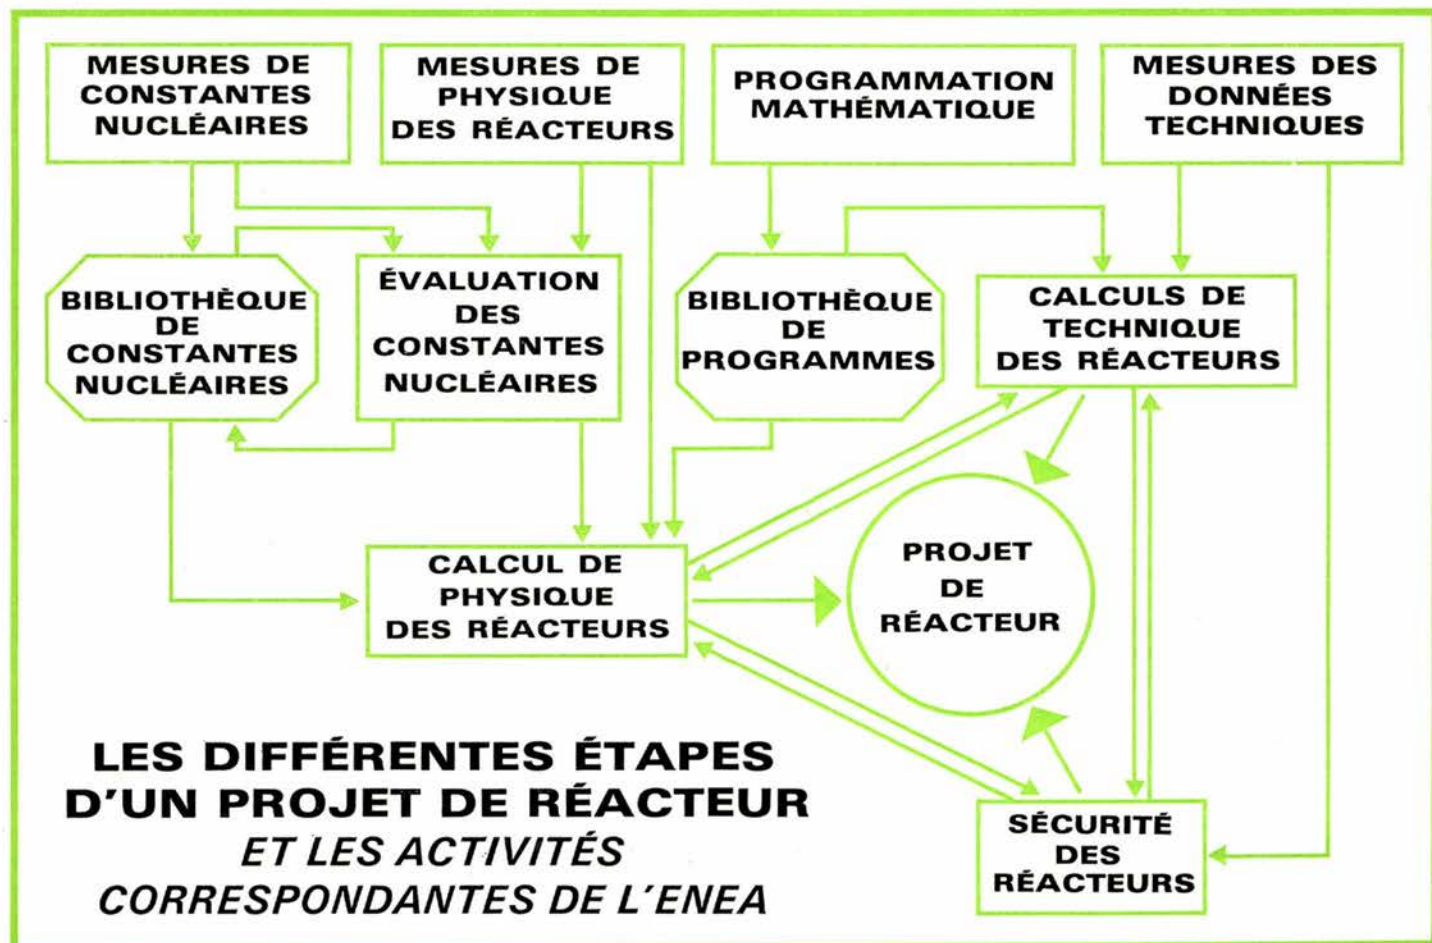 MESURES DE
CONSTANTES
NUCLÉAIRES
MESURES DE
PHYSIQUE
DES RÉACTEURS
PROGRAMMATION
MATHÉMATIQUE
MESURES DES
DONNÉES
TECHNIQUES
BIBLIOTHÈQUE
DE
CONSTANTES
NUCLÉAIRES
ÉVALUATION
DES
CONSTANTES
NUCLÉAIRES
BIBLIOTHÈQUE
DE
PROGRAMMES
CALCULS DE
TECHNIQUE
DES RÉACTEURS
CALCUL DE
PHYSIQUE
DES RÉACTEURS
PROJET
DE
RÉACTEUR
SÉCURITÉ
DES
RÉACTEURS
LES DIFFÉRENTES ÉTAPES
D'UN PROJET DE RÉACTEUR
ET LES ACTIVITÉS
CORRESPONDANTES DE L'ENEA